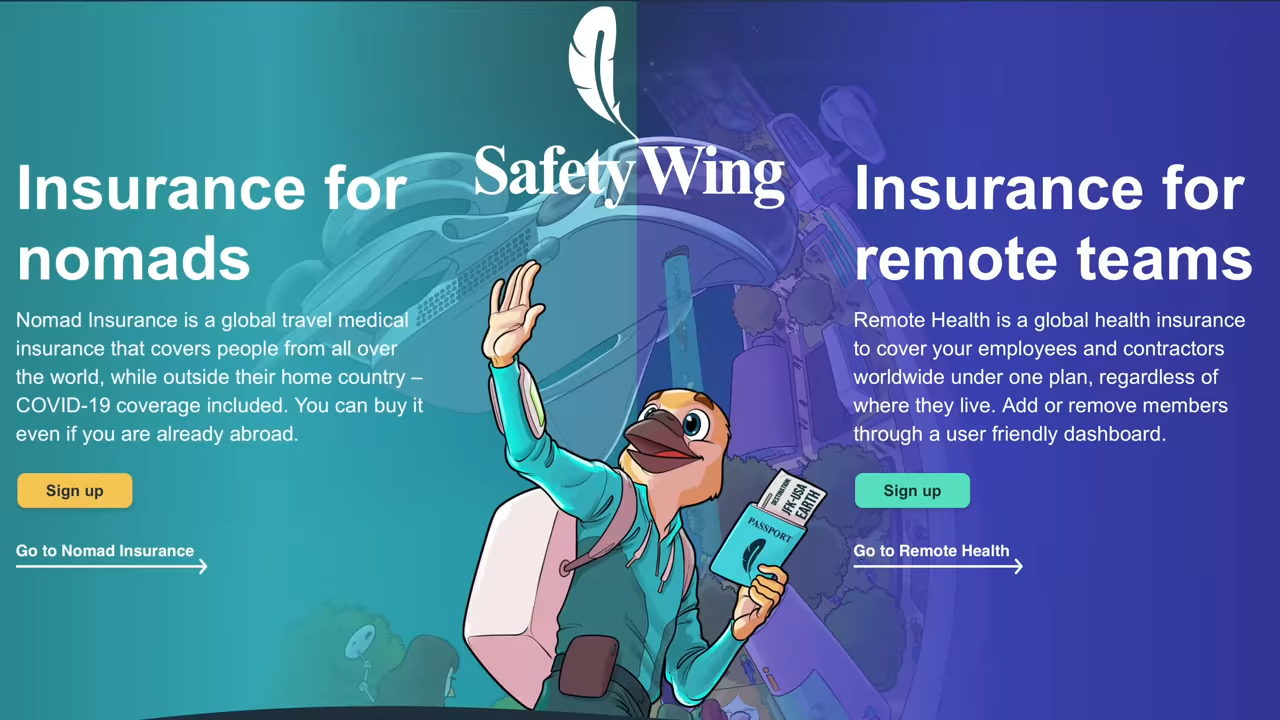 SafetyWing
Insurance for
nomads
Nomad Insurance is a global travel medical
insurance that covers people from all over
the world, while outside their home country –
COVID-19 coverage included. You can buy it
even if you are already abroad.
Sign up
Go to Nomad Insurance
Insurance for
remote teams
Remote Health is a global health insurance
to cover your employees and contractors
worldwide under one plan, regardless of
where they live. Add or remove members
through a user friendly dashboard.
Sign up
Go to Remote Health
DESTINATION:
JFK-USA
EARTH
PASSPORT